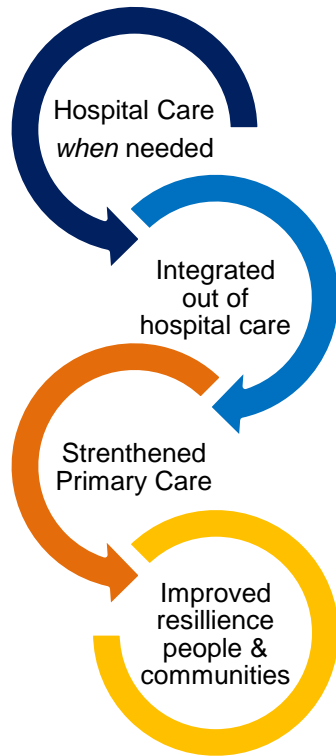 Hospital Care
when needed
Integrated
out of
hospital care
Strenthened
Primary Care
Improved
resillience
people &
communities